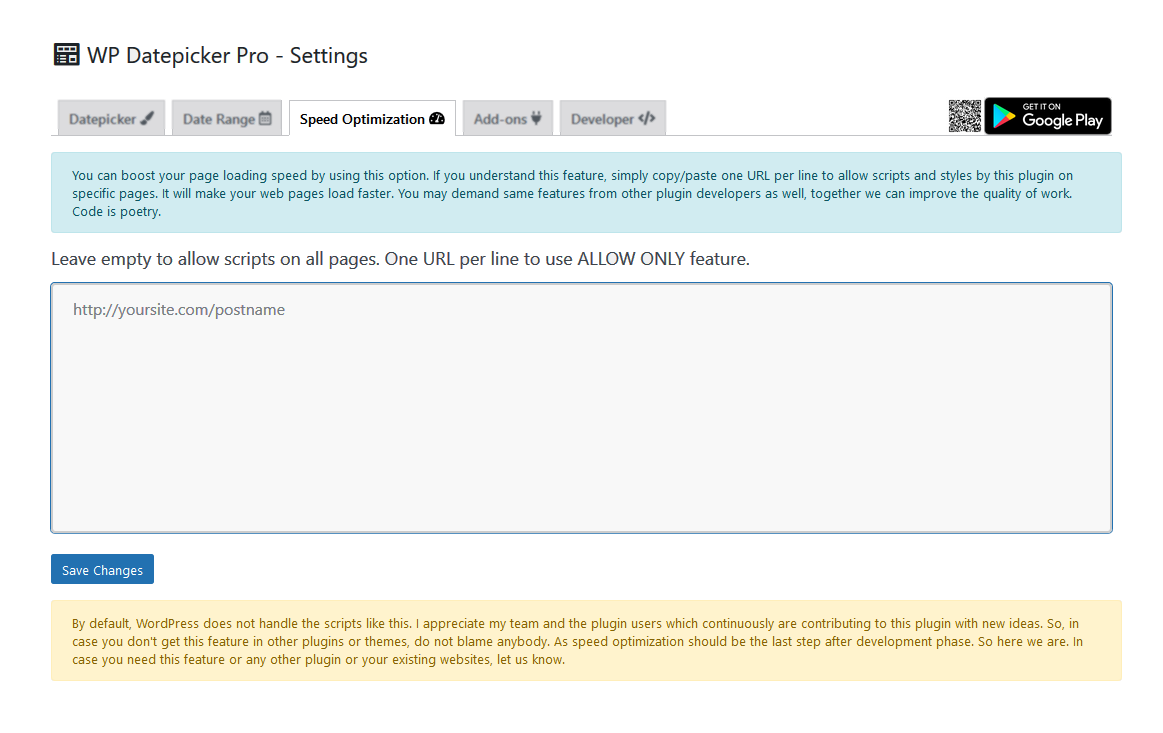 WP Datepicker Pro - Settings
Datepicker
Date Range
Speed Optimization
Add-ons
Developer
GET IT ON
Google Play
You can boost your page loading speed by using this option. If you understand this feature, simply copy/paste one URL per line to allow scripts and styles by this plugin on
specific pages. It will make your web pages load faster. You may demand same features from other plugin developers as well, together we can improve the quality of work.
Code is poetry.
Leave empty to allow scripts on all pages. One URL per line to use ALLOW ONLY feature.
http://yoursite.com/postname
Save Changes
By default, WordPress does not handle the scripts like this. I appreciate my team and the plugin users which continuously are contributing to this plugin with new ideas. So, in
case you don't get this feature in other plugins or themes, do not blame anybody. As speed optimization should be the last step after development phase. So here we are. In
case you need this feature or any other plugin or your existing websites, let us know.